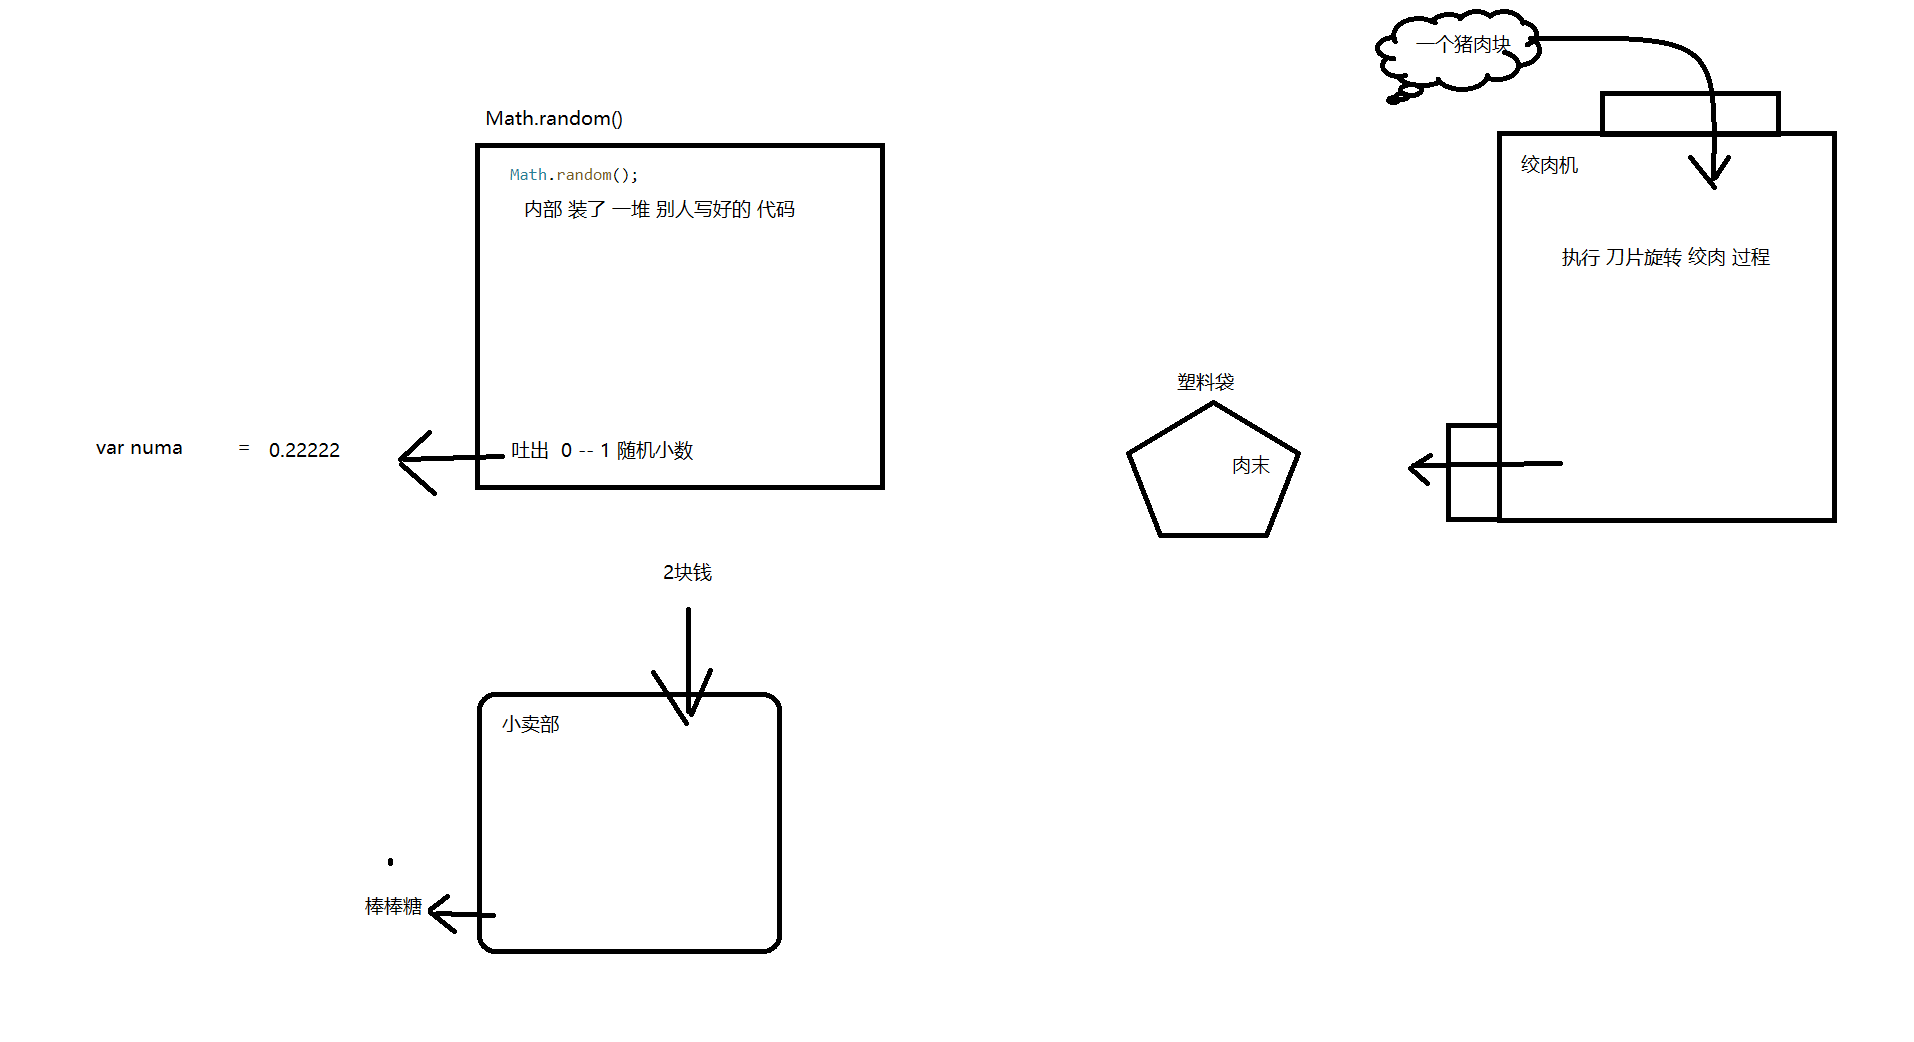 一个猪肉块
Math.random()
Math.random();
内部 装了 一堆 别人写好的 代码
绞肉机
执行 刀片旋转 绞肉 过程
塑料袋
肉末
var numa = 0.22222
吐出 0 -- 1 随机小数
2块钱
小卖部
棒棒糖